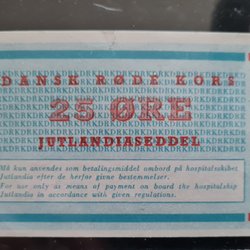 DANSK RØDE KORS
25 ØRE
JUTLANDIASEDDEL
Må kun anvendes som betalingsmiddel ombord på hospitalsskibet
Jutlandia efter de herfor givne bestemmelser.
For use only as means of payment on board the hospitalship
Jutlandia in accordance with given regulations.